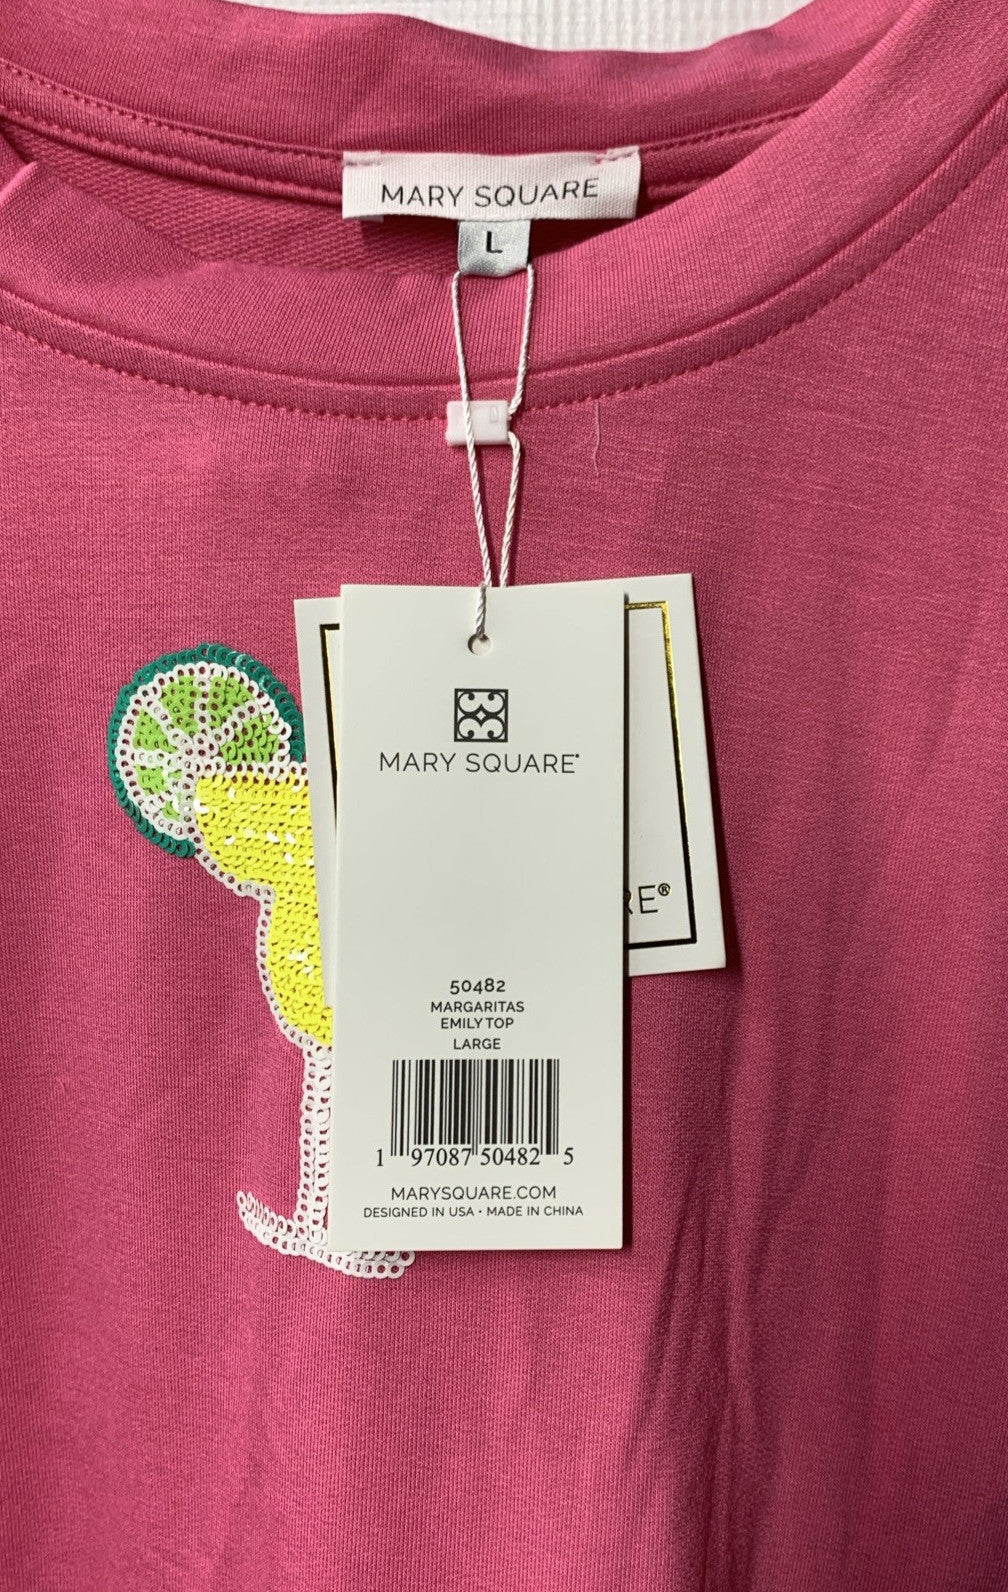 MARY SQUARE
L
MARY SQUARE®
RE®
50482
MARGARITAS
EMILY TOP
LARGE
1 97087 50482 5
MARYSQUARE.COM
DESIGNED IN USA • MADE IN CHINA